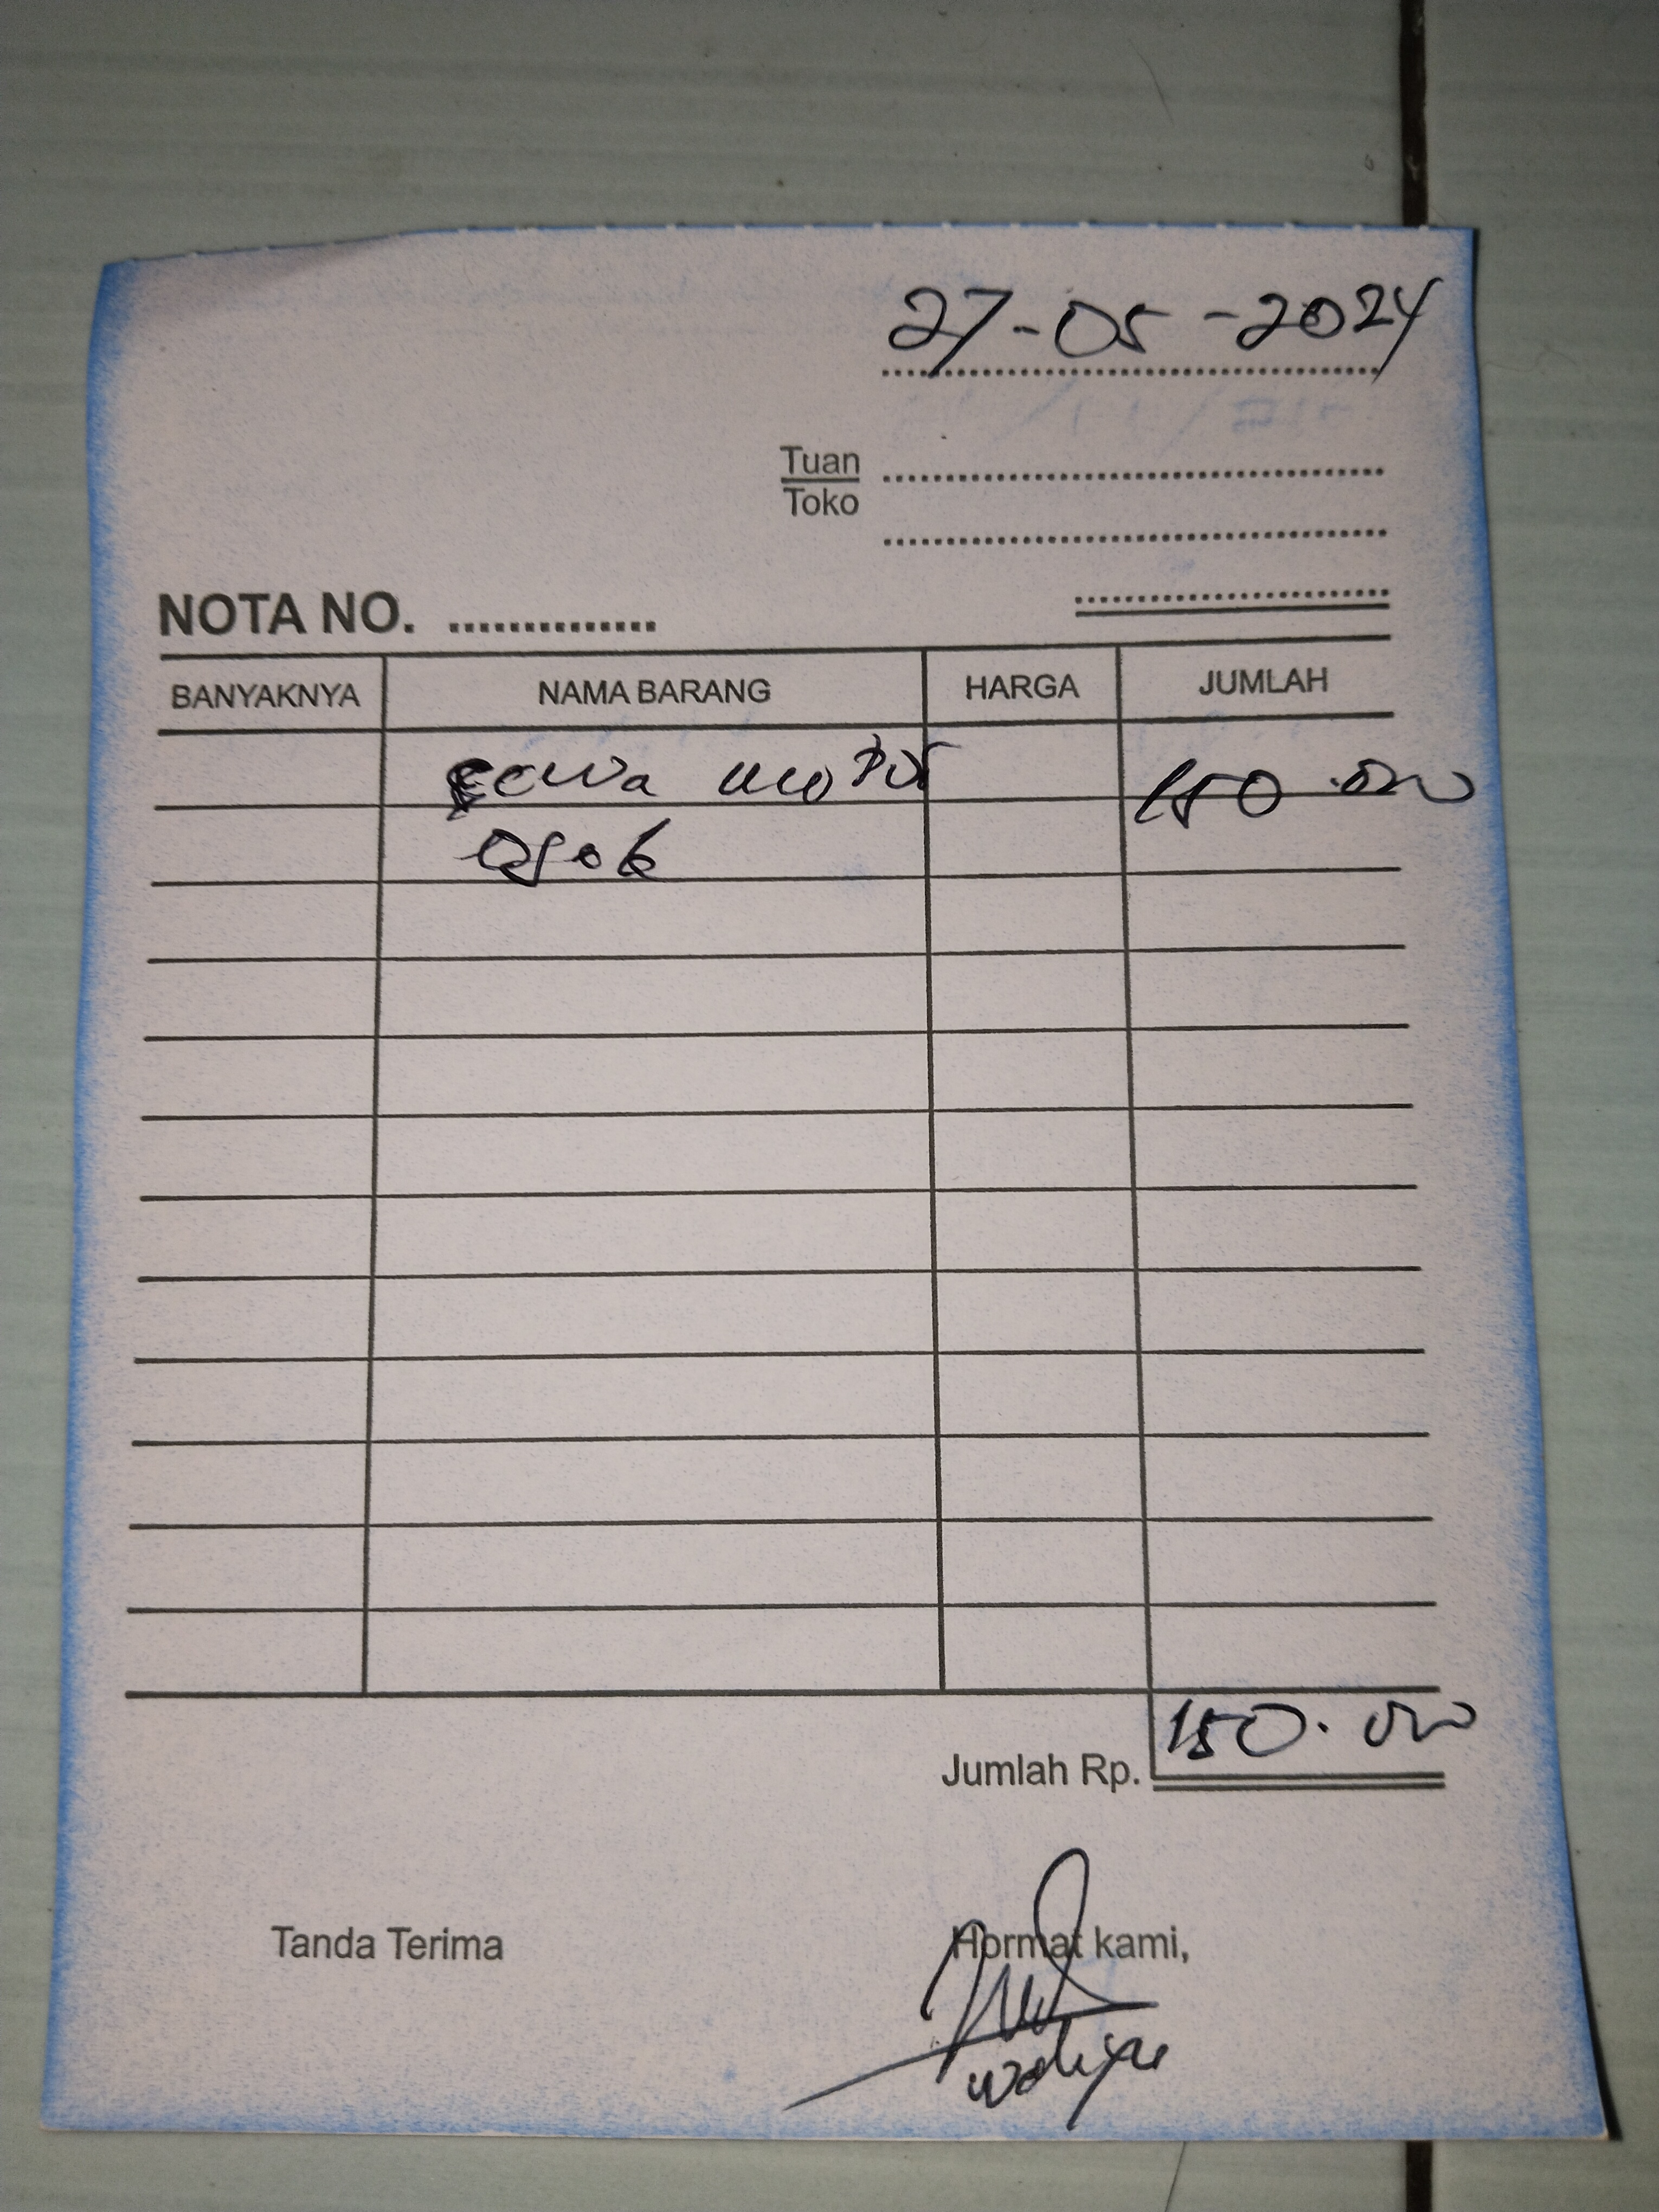 27-05-2024
Tuan
Toko
NOTA NO.
BANYAKNYA NAMA BARANG HARGA JUMLAH
sewa motor 150.000
ojek
Jumlah Rp. 150.000
Tanda Terima Hormat kami,